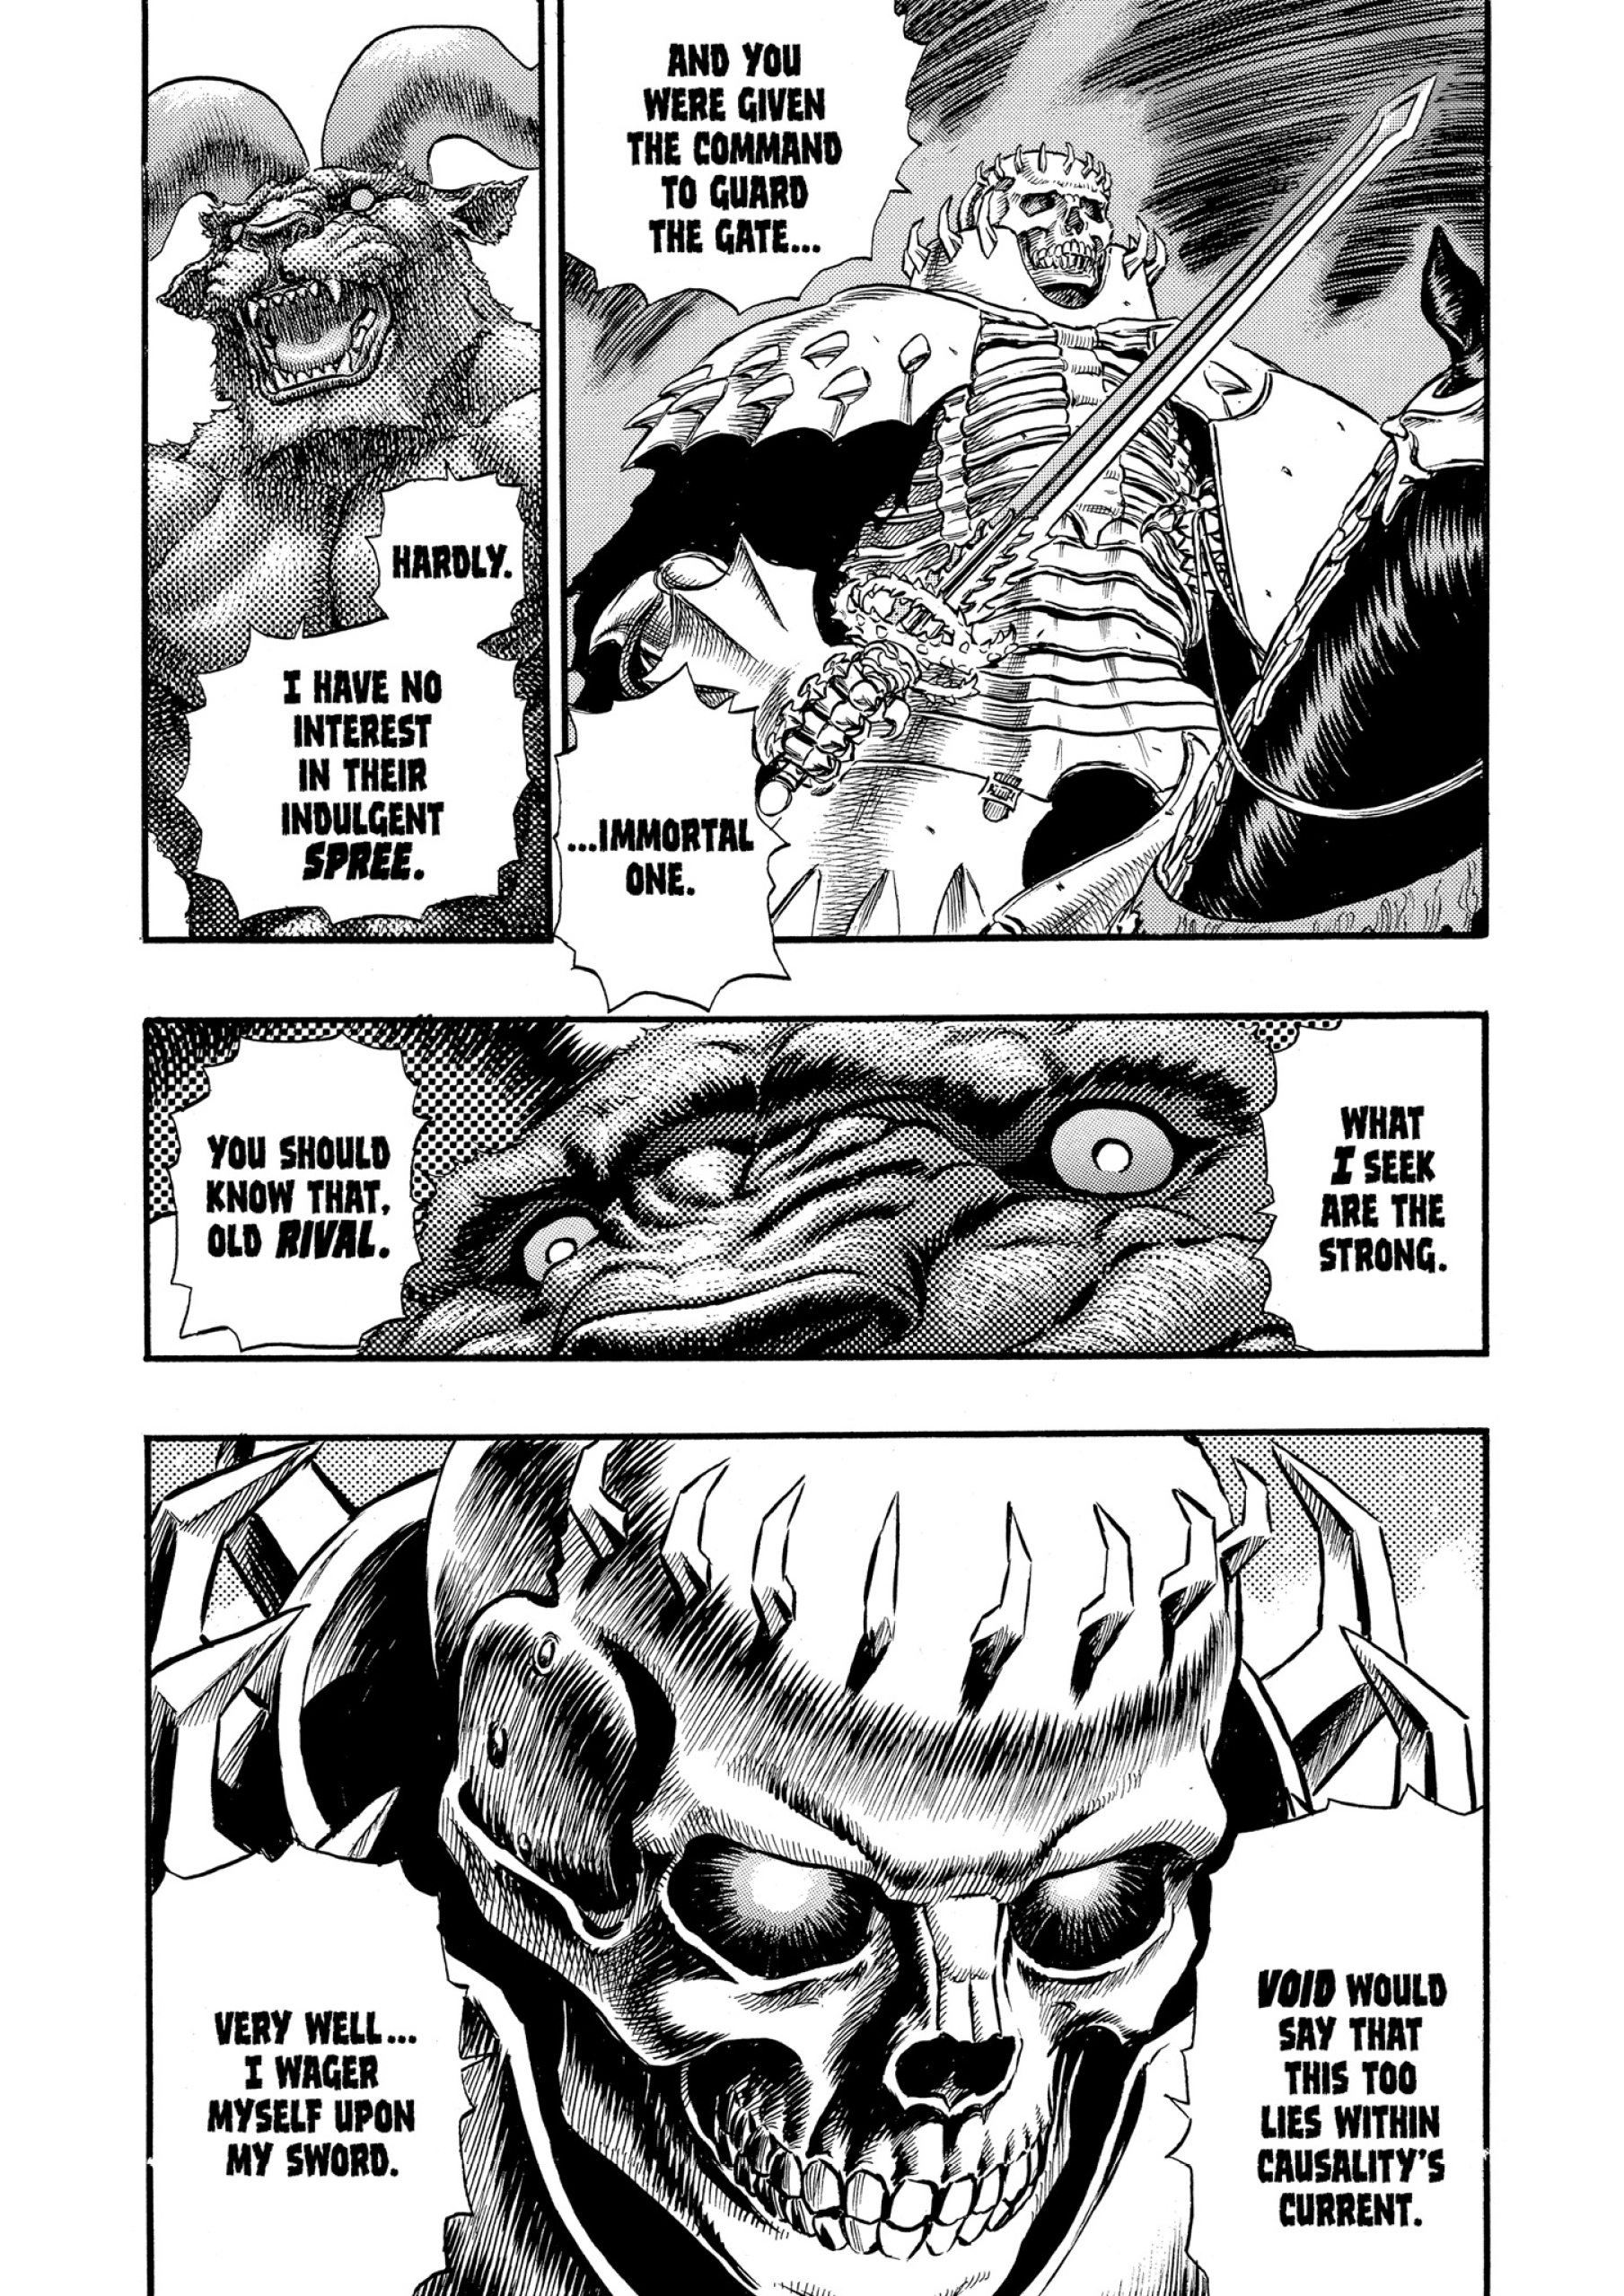 AND YOU
WERE GIVEN
THE COMMAND
TO GUARD
THE GATE...
...IMMORTAL
ONE.
HARDLY.
I HAVE NO
INTEREST
IN THEIR
INDULGENT
SPREE.
WHAT
I SEEK
ARE THE
STRONG.
YOU SHOULD
KNOW THAT,
OLD RIVAL.
VOID WOULD
SAY THAT
THIS TOO
LIES WITHIN
CAUSALITY'S
CURRENT.
VERY WELL...
I WAGER
MYSELF UPON
MY SWORD.